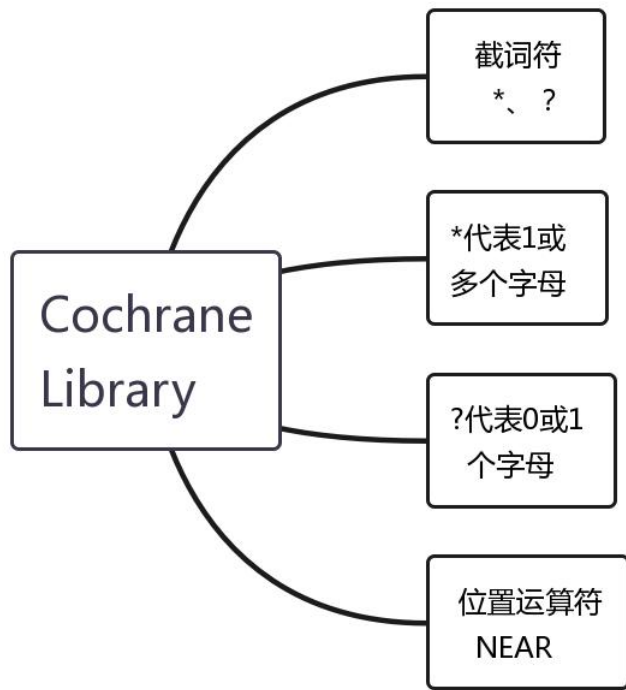 Cochrane
Library
截词符
*、 ?
*代表1或
多个字母
?代表0或1
个字母
位置运算符
NEAR